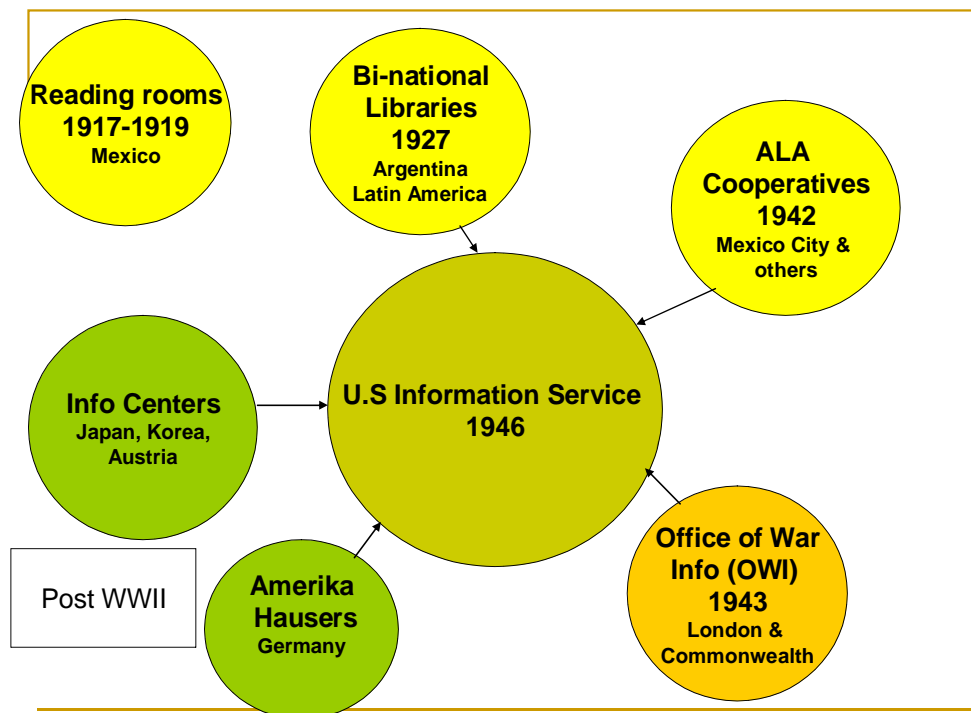 Reading rooms
1917-1919
Mexico
Bi-national
Libraries
1927
Argentina
Latin America
ALA
Cooperatives
1942
Mexico City &
others
Info Centers
Japan, Korea,
Austria
U.S Information Service
1946
Post WWII
Amerika
Hausers
Germany
Office of War
Info (OWI)
1943
London &
Commonwealth